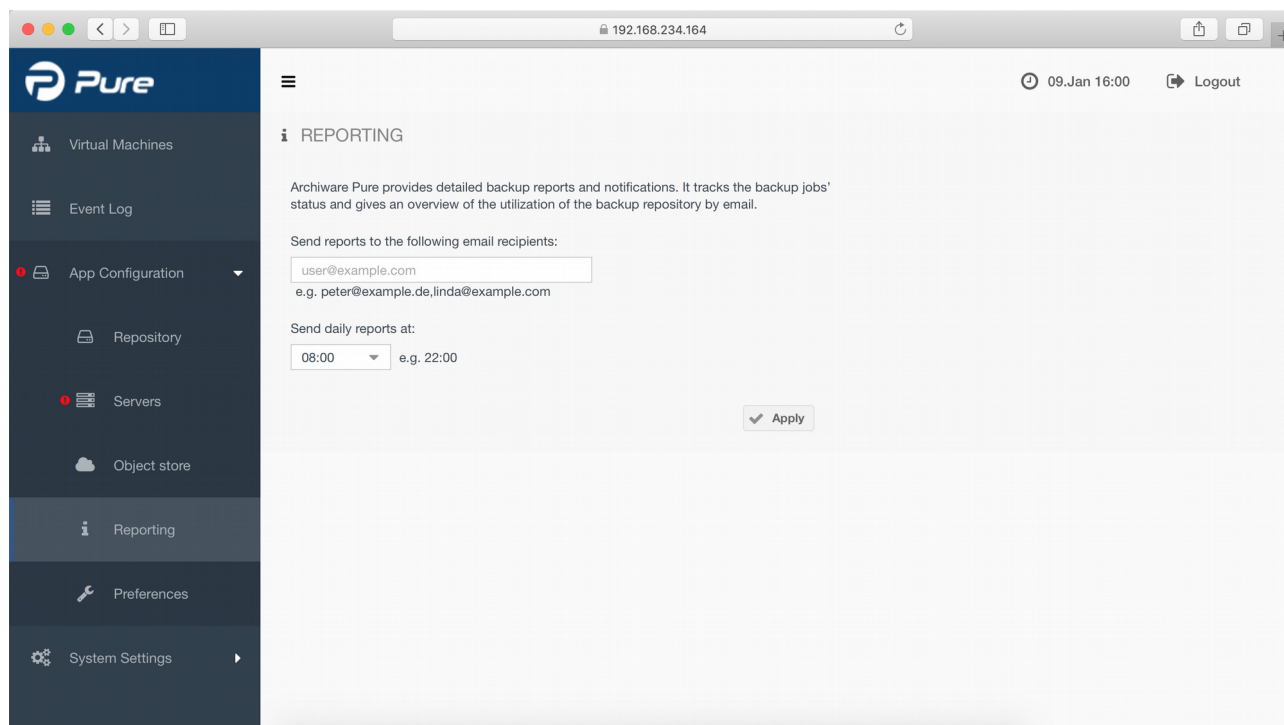 192.168.234.164
Pure
09.Jan 16:00
Logout
Virtual Machines
Event Log
App Configuration
Repository
Servers
Object store
Reporting
Preferences
System Settings
REPORTING
Archiware Pure provides detailed backup reports and notifications. It tracks the backup jobs’
status and gives an overview of the utilization of the backup repository by email.
Send reports to the following email recipients:
user@example.com
e.g. peter@example.de,linda@example.com
Send daily reports at:
08:00 e.g. 22:00
Apply